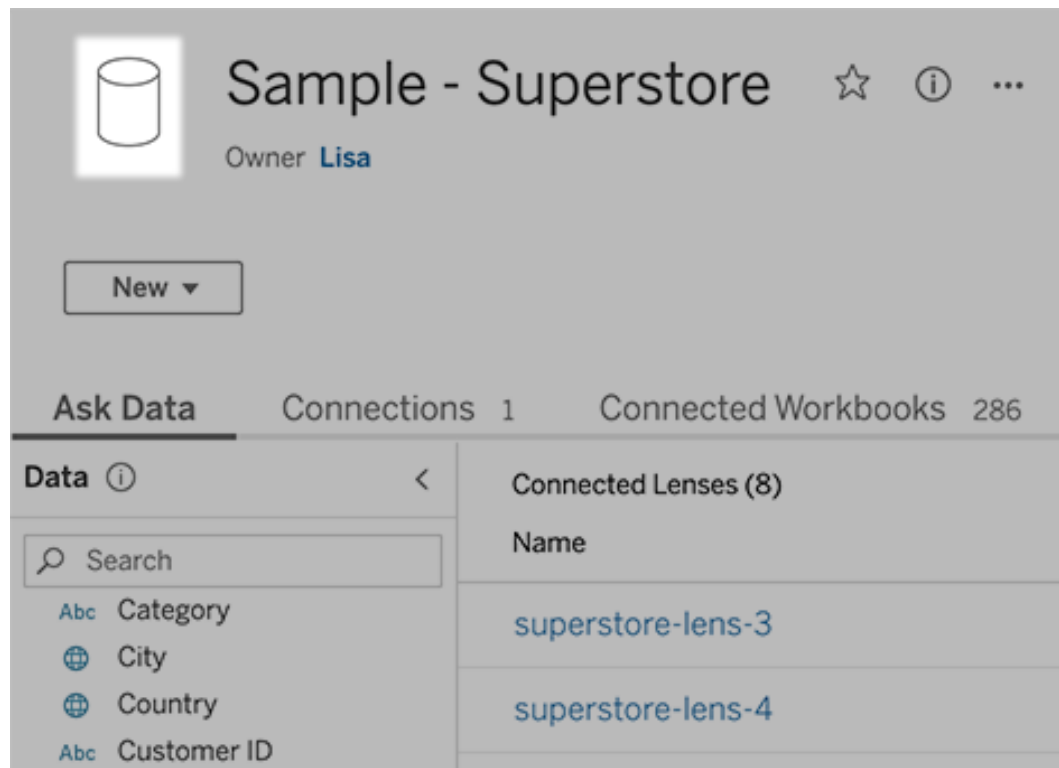 Sample - Superstore
Owner Lisa
New
Ask Data Connections 1 Connected Workbooks 286
Data
Connected Lenses (8)
Search
Name
Abc Category
City
Country
Abc Customer ID
superstore-lens-3
superstore-lens-4